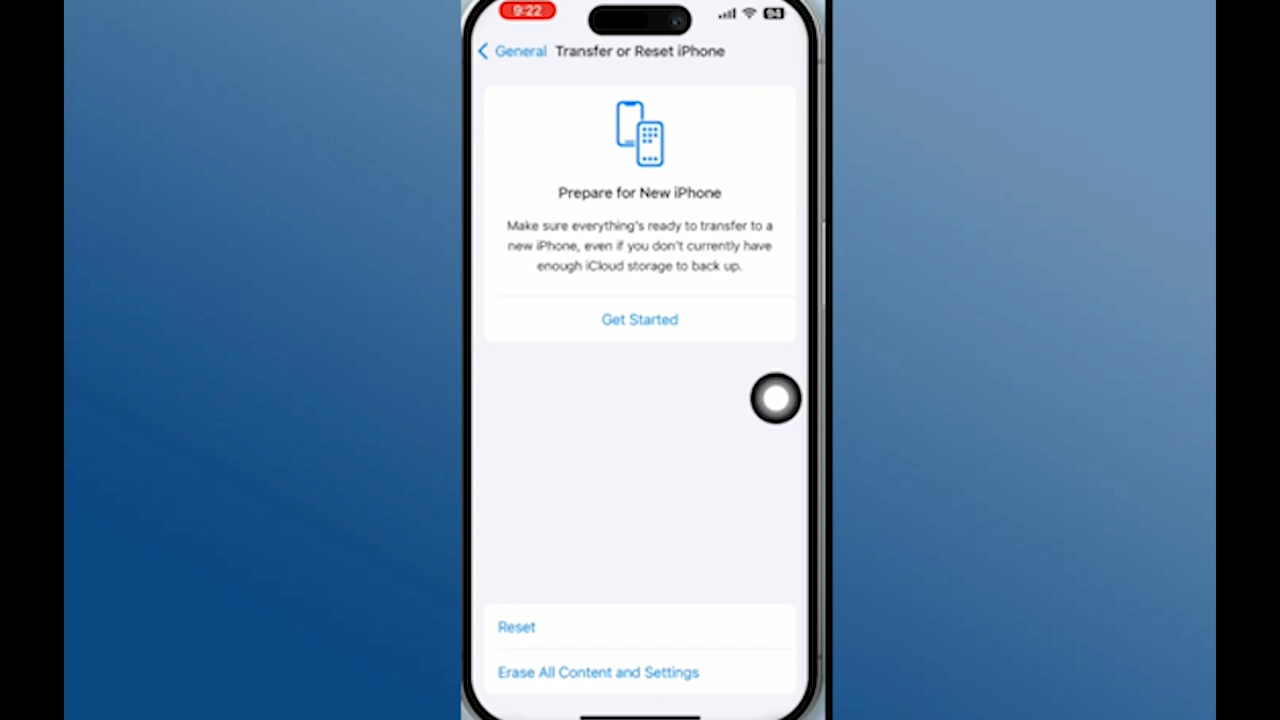 9:22
94
General Transfer or Reset iPhone
Prepare for New iPhone
Make sure everything's ready to transfer to a
new iPhone, even if you don't currently have
enough iCloud storage to back up.
Get Started
Reset
Erase All Content and Settings